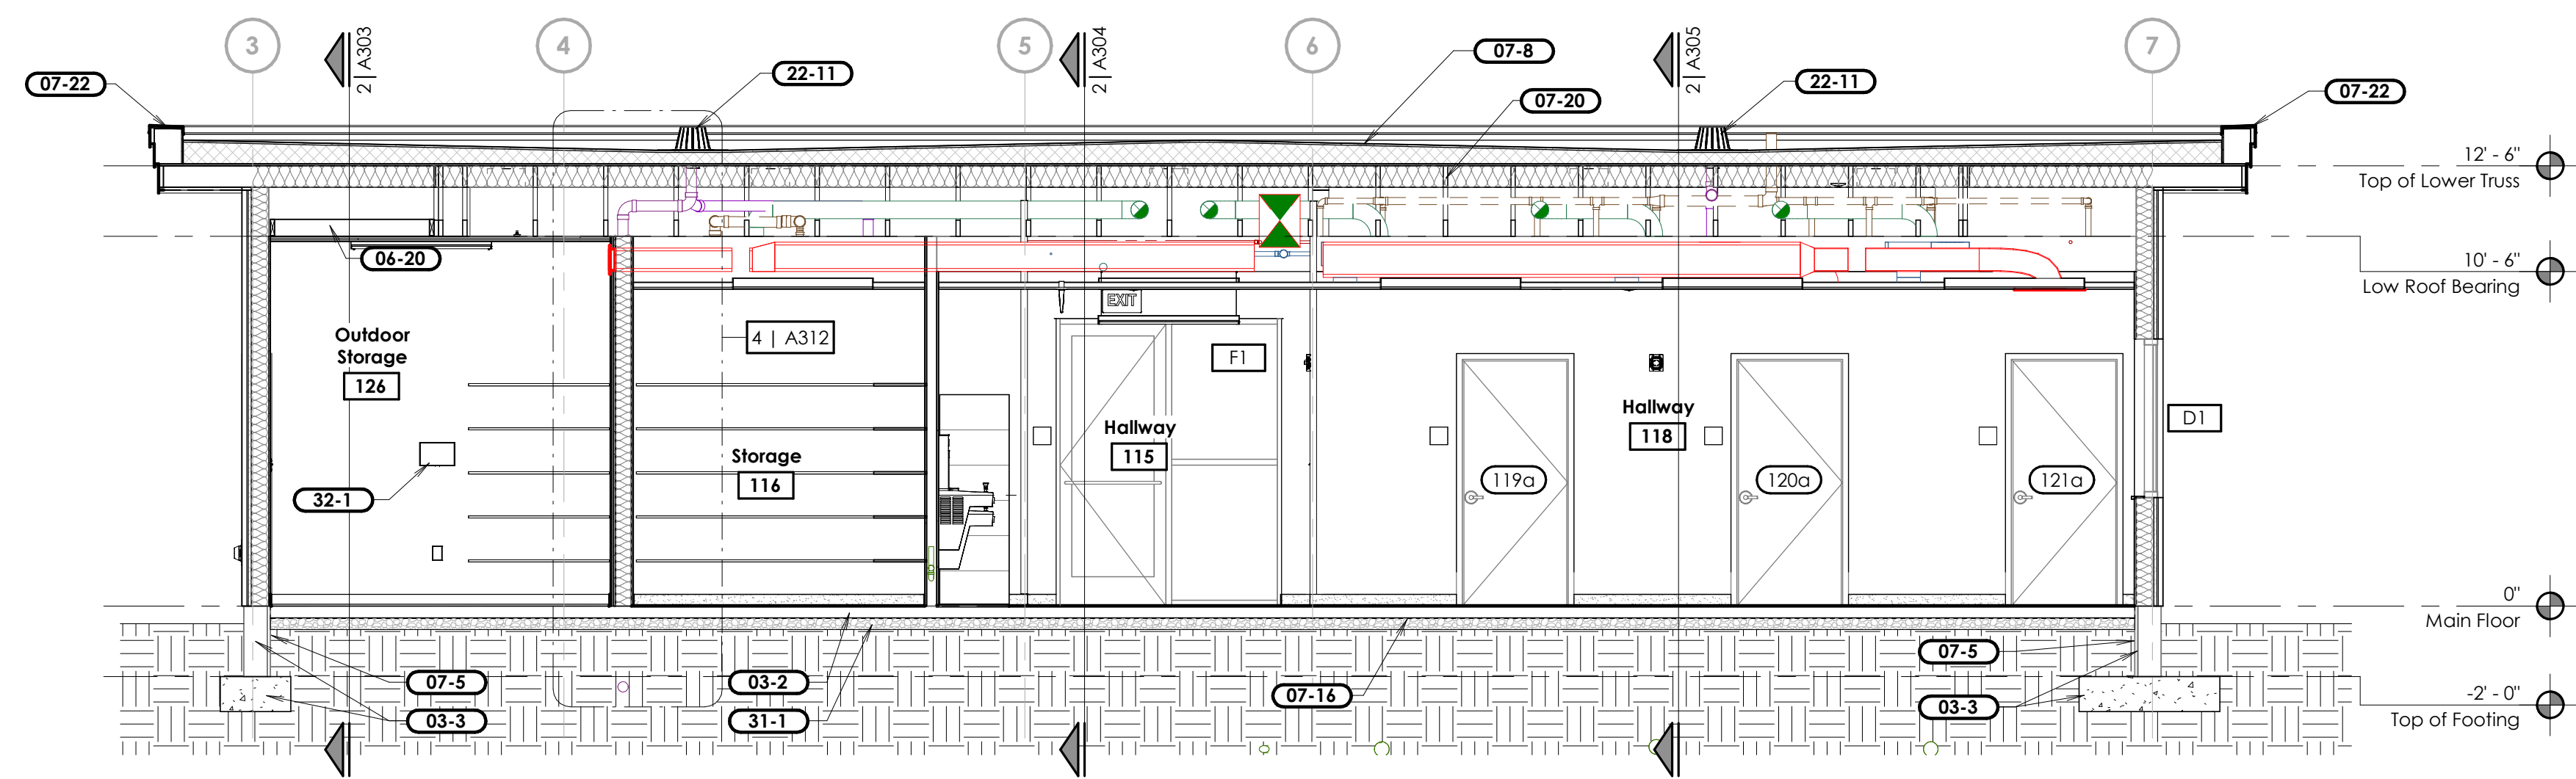 3
4
5
6
7
2 | A303
2 | A304
2 | A305
07-22
22-11
07-8
07-20
22-11
07-22
12' - 6"
Top of Lower Truss
06-20
10' - 6"
Low Roof Bearing
EXIT
Outdoor
Storage
126
4 | A312
F1
Hallway
118
D1
Hallway
115
Storage
116
32-1
119a
120a
121a
0"
Main Floor
07-5
03-3
03-2
31-1
07-16
07-5
03-3
-2' - 0"
Top of Footing